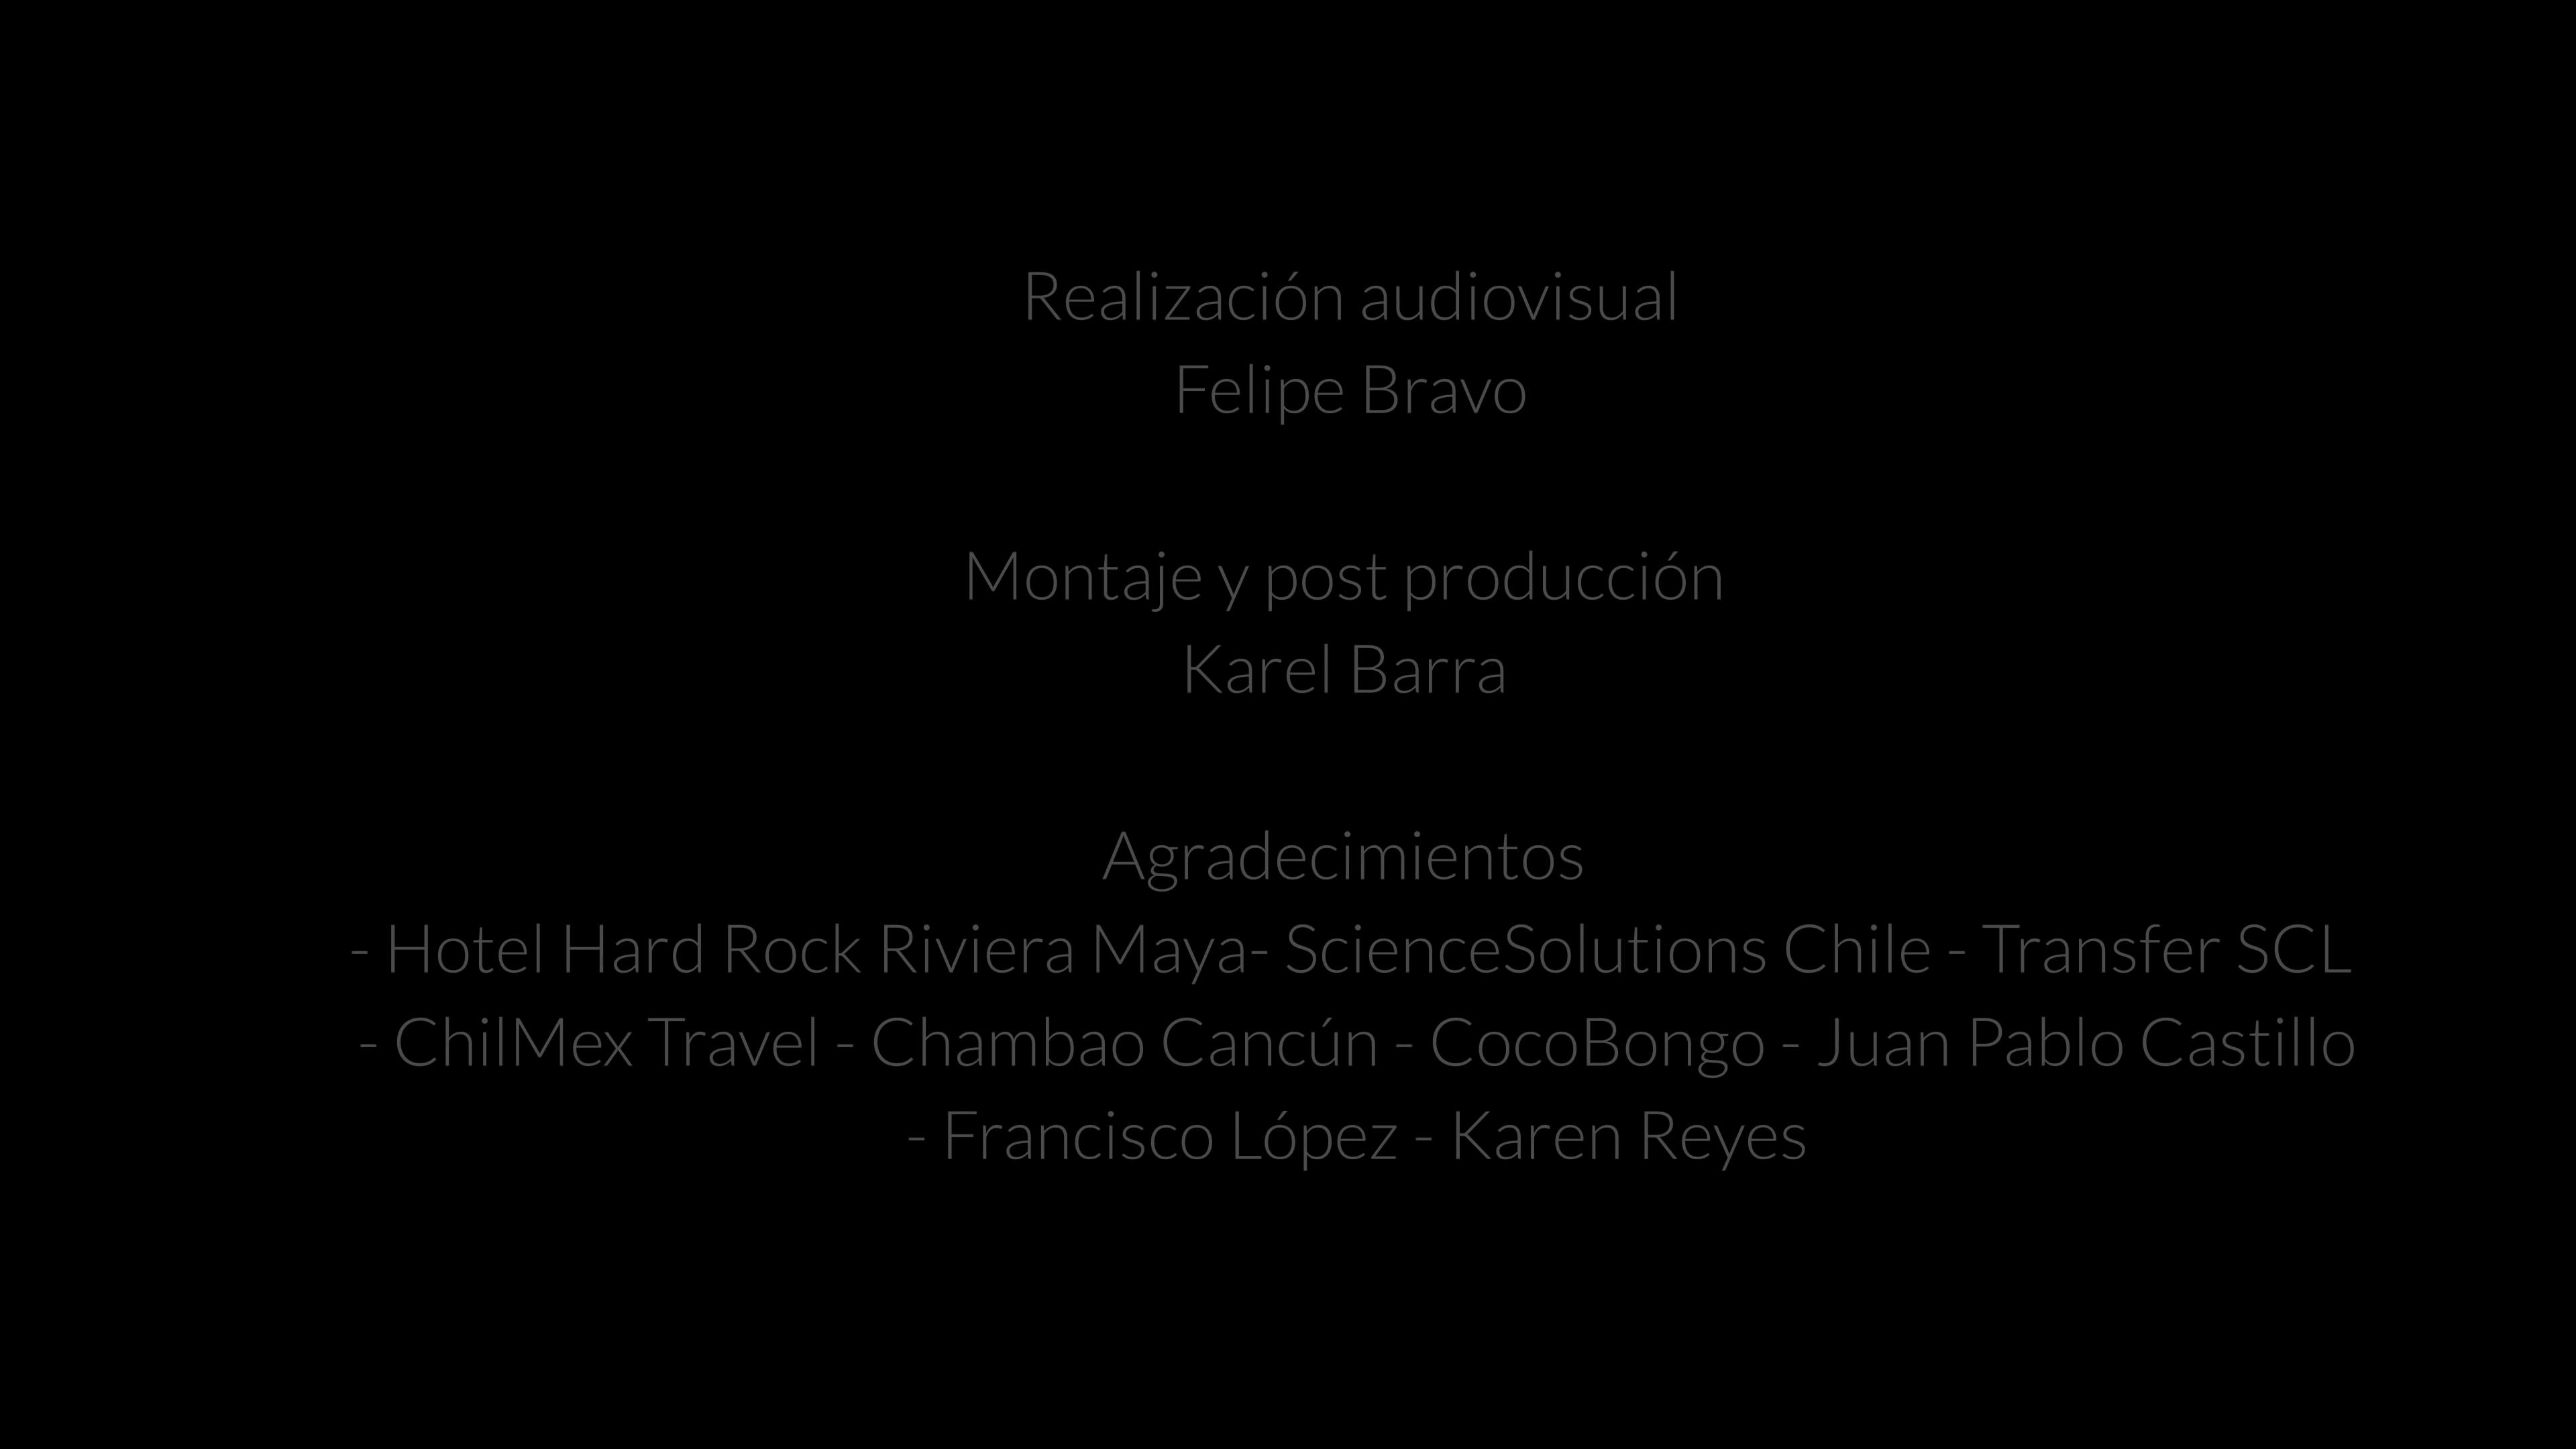 Realización audiovisual
Felipe Bravo
Montaje y post producción
Karel Barra
Agradecimientos
- Hotel Hard Rock Riviera Maya- ScienceSolutions Chile - Transfer SCL
- ChilMex Travel - Chambao Cancún - CocoBongo - Juan Pablo Castillo
- Francisco López - Karen Reyes